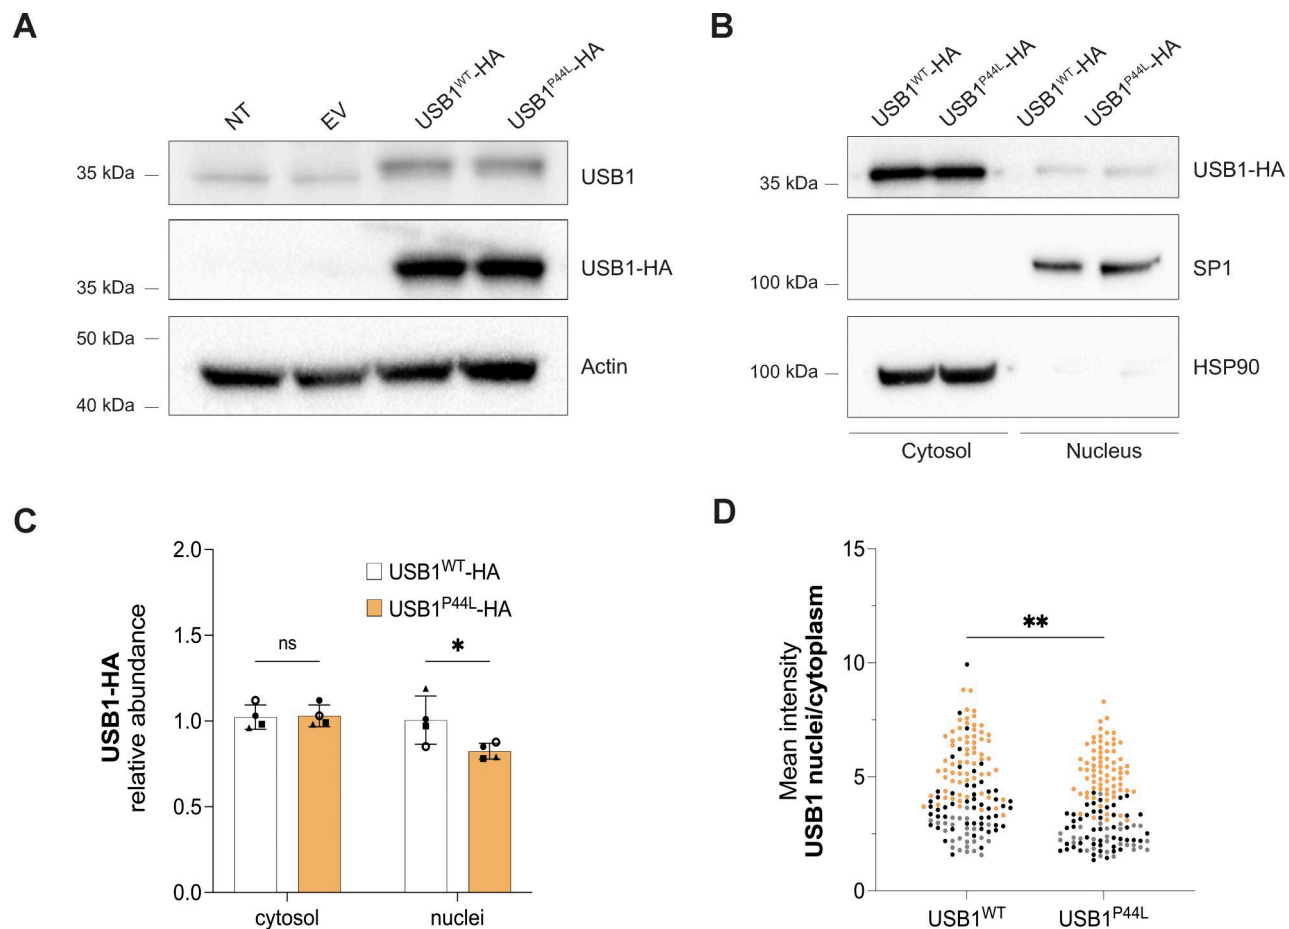 A
NT
EV
USB1WT-HA
USB1P44L-HA
35 kDa
USB1
35 kDa
USB1-HA
50 kDa
40 kDa
Actin
B
USB1WT-HA
USB1P44L-HA
USB1WT-HA
USB1P44L-HA
35 kDa
USB1-HA
100 kDa
SP1
100 kDa
HSP90
Cytosol
Nucleus
C
USB1-HA
relative abundance
2.0
1.5
1.0
0.5
0.0
USB1WT-HA
USB1P44L-HA
ns
*
cytosol
nuclei
D
Mean intensity
USB1 nuclei/cytoplasm
15
10
5
0
**
USB1WT
USB1P44L